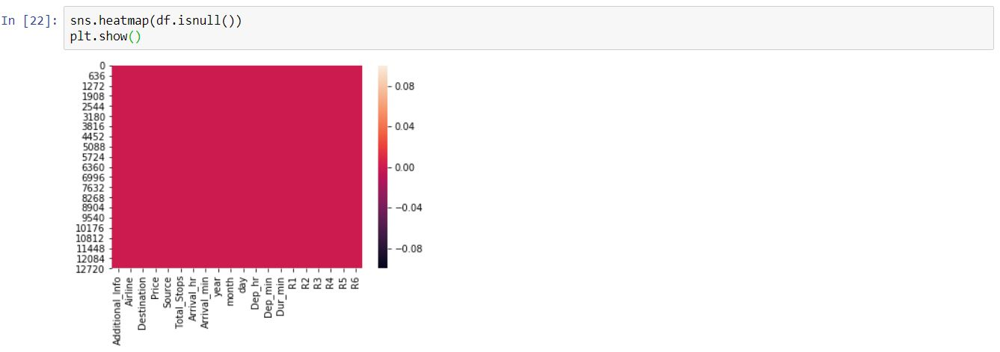 In [22]: sns.heatmap(df.isnull())
plt.show()
0
636
1272
1908
2544
3180
3816
4452
5088
5724
6360
6996
7632
8268
8904
9540
10176
10812
11448
12084
12720
0.08
0.04
0.00
−0.04
−0.08
Additional_Info
Airline
Destination
Price
Source
Total_Stops
Arrival_hr
Arrival_min
year
month
day
Dep_hr
Dep_min
Dur_min
R1
R2
R3
R4
R5
R6